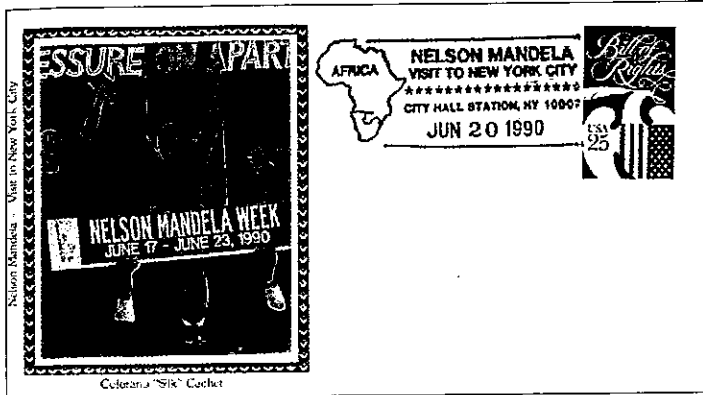 Nelson Mandela - Visit to New York City
ESSURE ON APART
NELSON MANDELA WEEK
JUNE 17 - JUNE 23, 1990
Colorano "Silk" Cachet
AFRICA
NELSON MANDELA
VISIT TO NEW YORK CITY
★★★★★★★★★★★★★★★★★★
CITY HALL STATION, NY 10007
JUN 20 1990
Bill of
Rights
USA
25